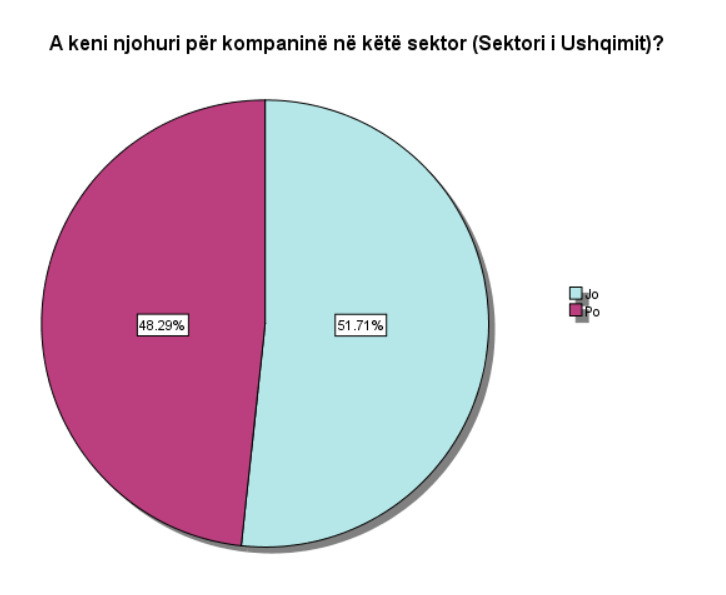 A keni njohuri për kompaninë në këtë sektor (Sektori i Ushqimit)?
48.29%
51.71%
Jo
Po